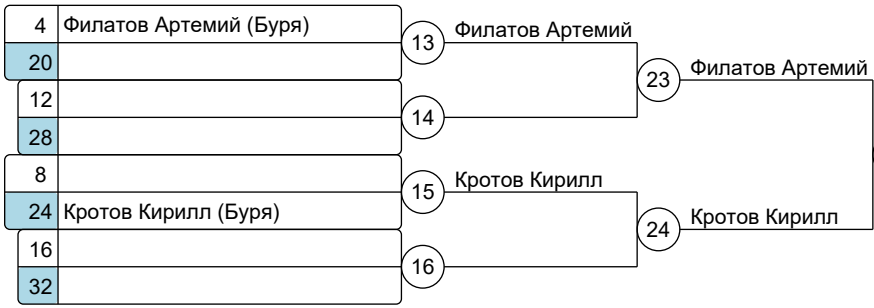 4 Филатов Артемий (Буря)
20
13 Филатов Артемий
12
28
14
23 Филатов Артемий
8
24 Кротов Кирилл (Буря)
15 Кротов Кирилл
16
32
16
24 Кротов Кирилл